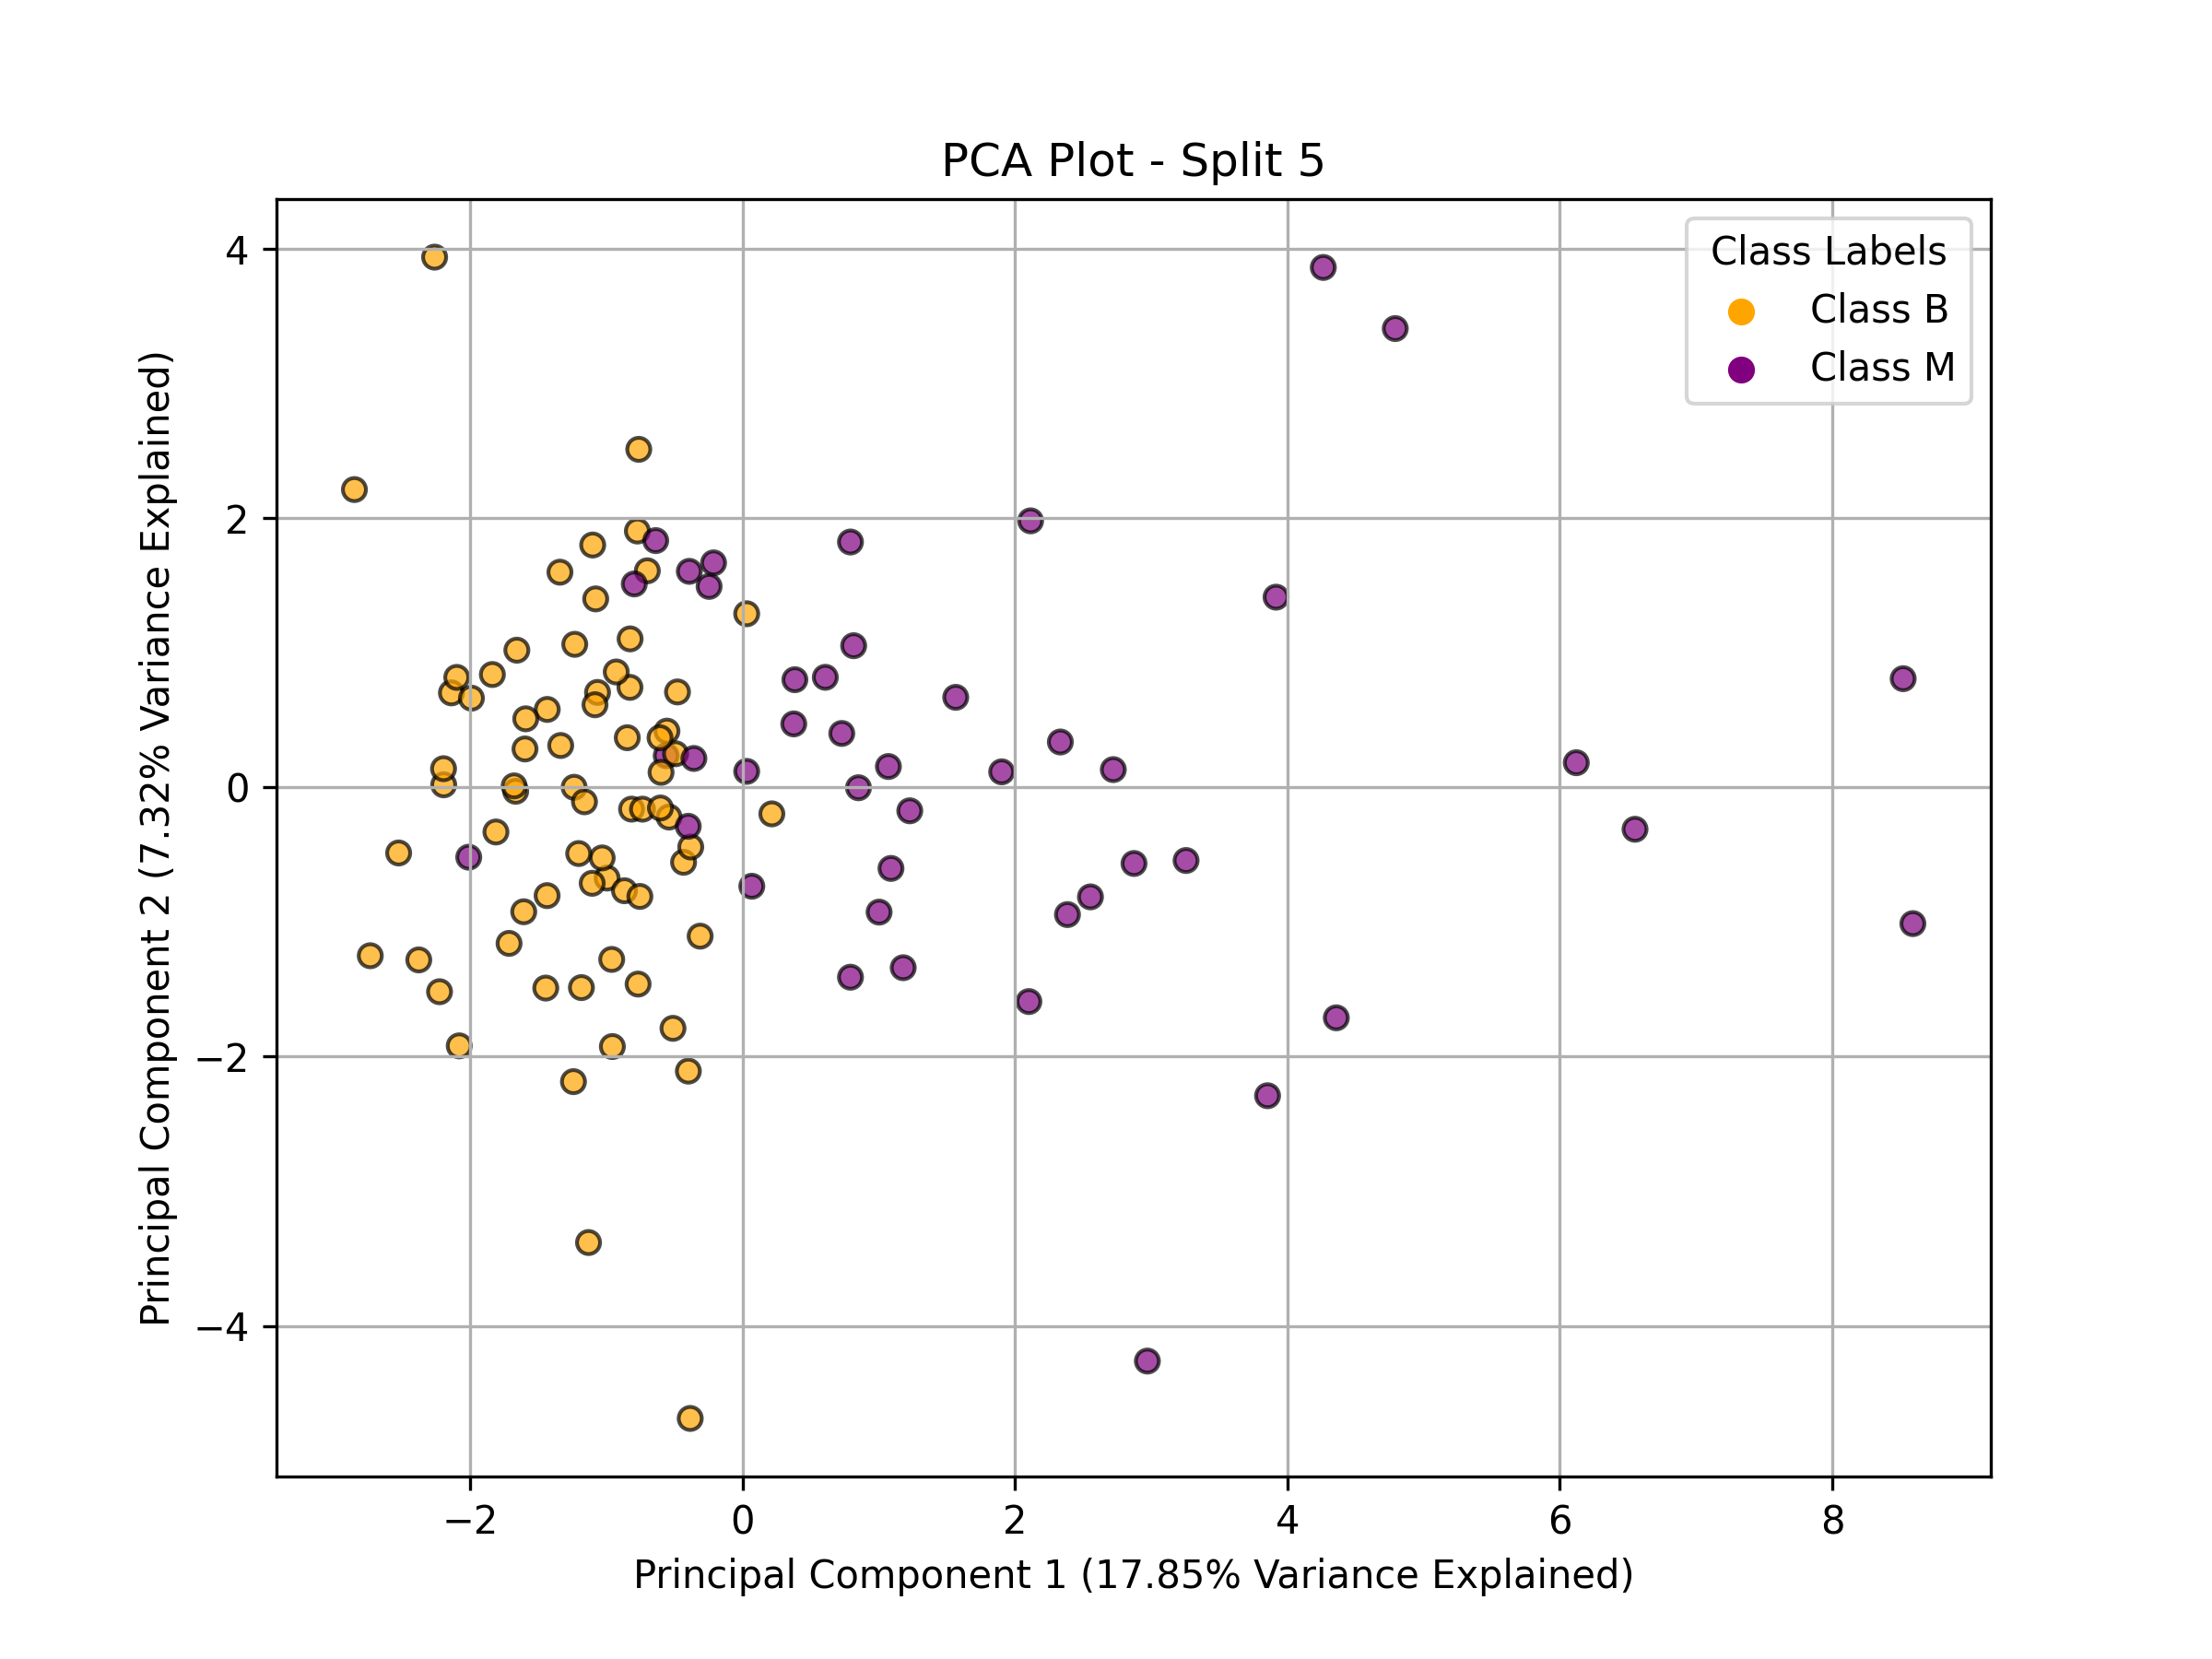 PCA Plot - Split 5
Class Labels
Class B
Class M
Principal Component 2 (7.32% Variance Explained)
4
2
0
−2
−4
−2 0 2 4 6 8
Principal Component 1 (17.85% Variance Explained)